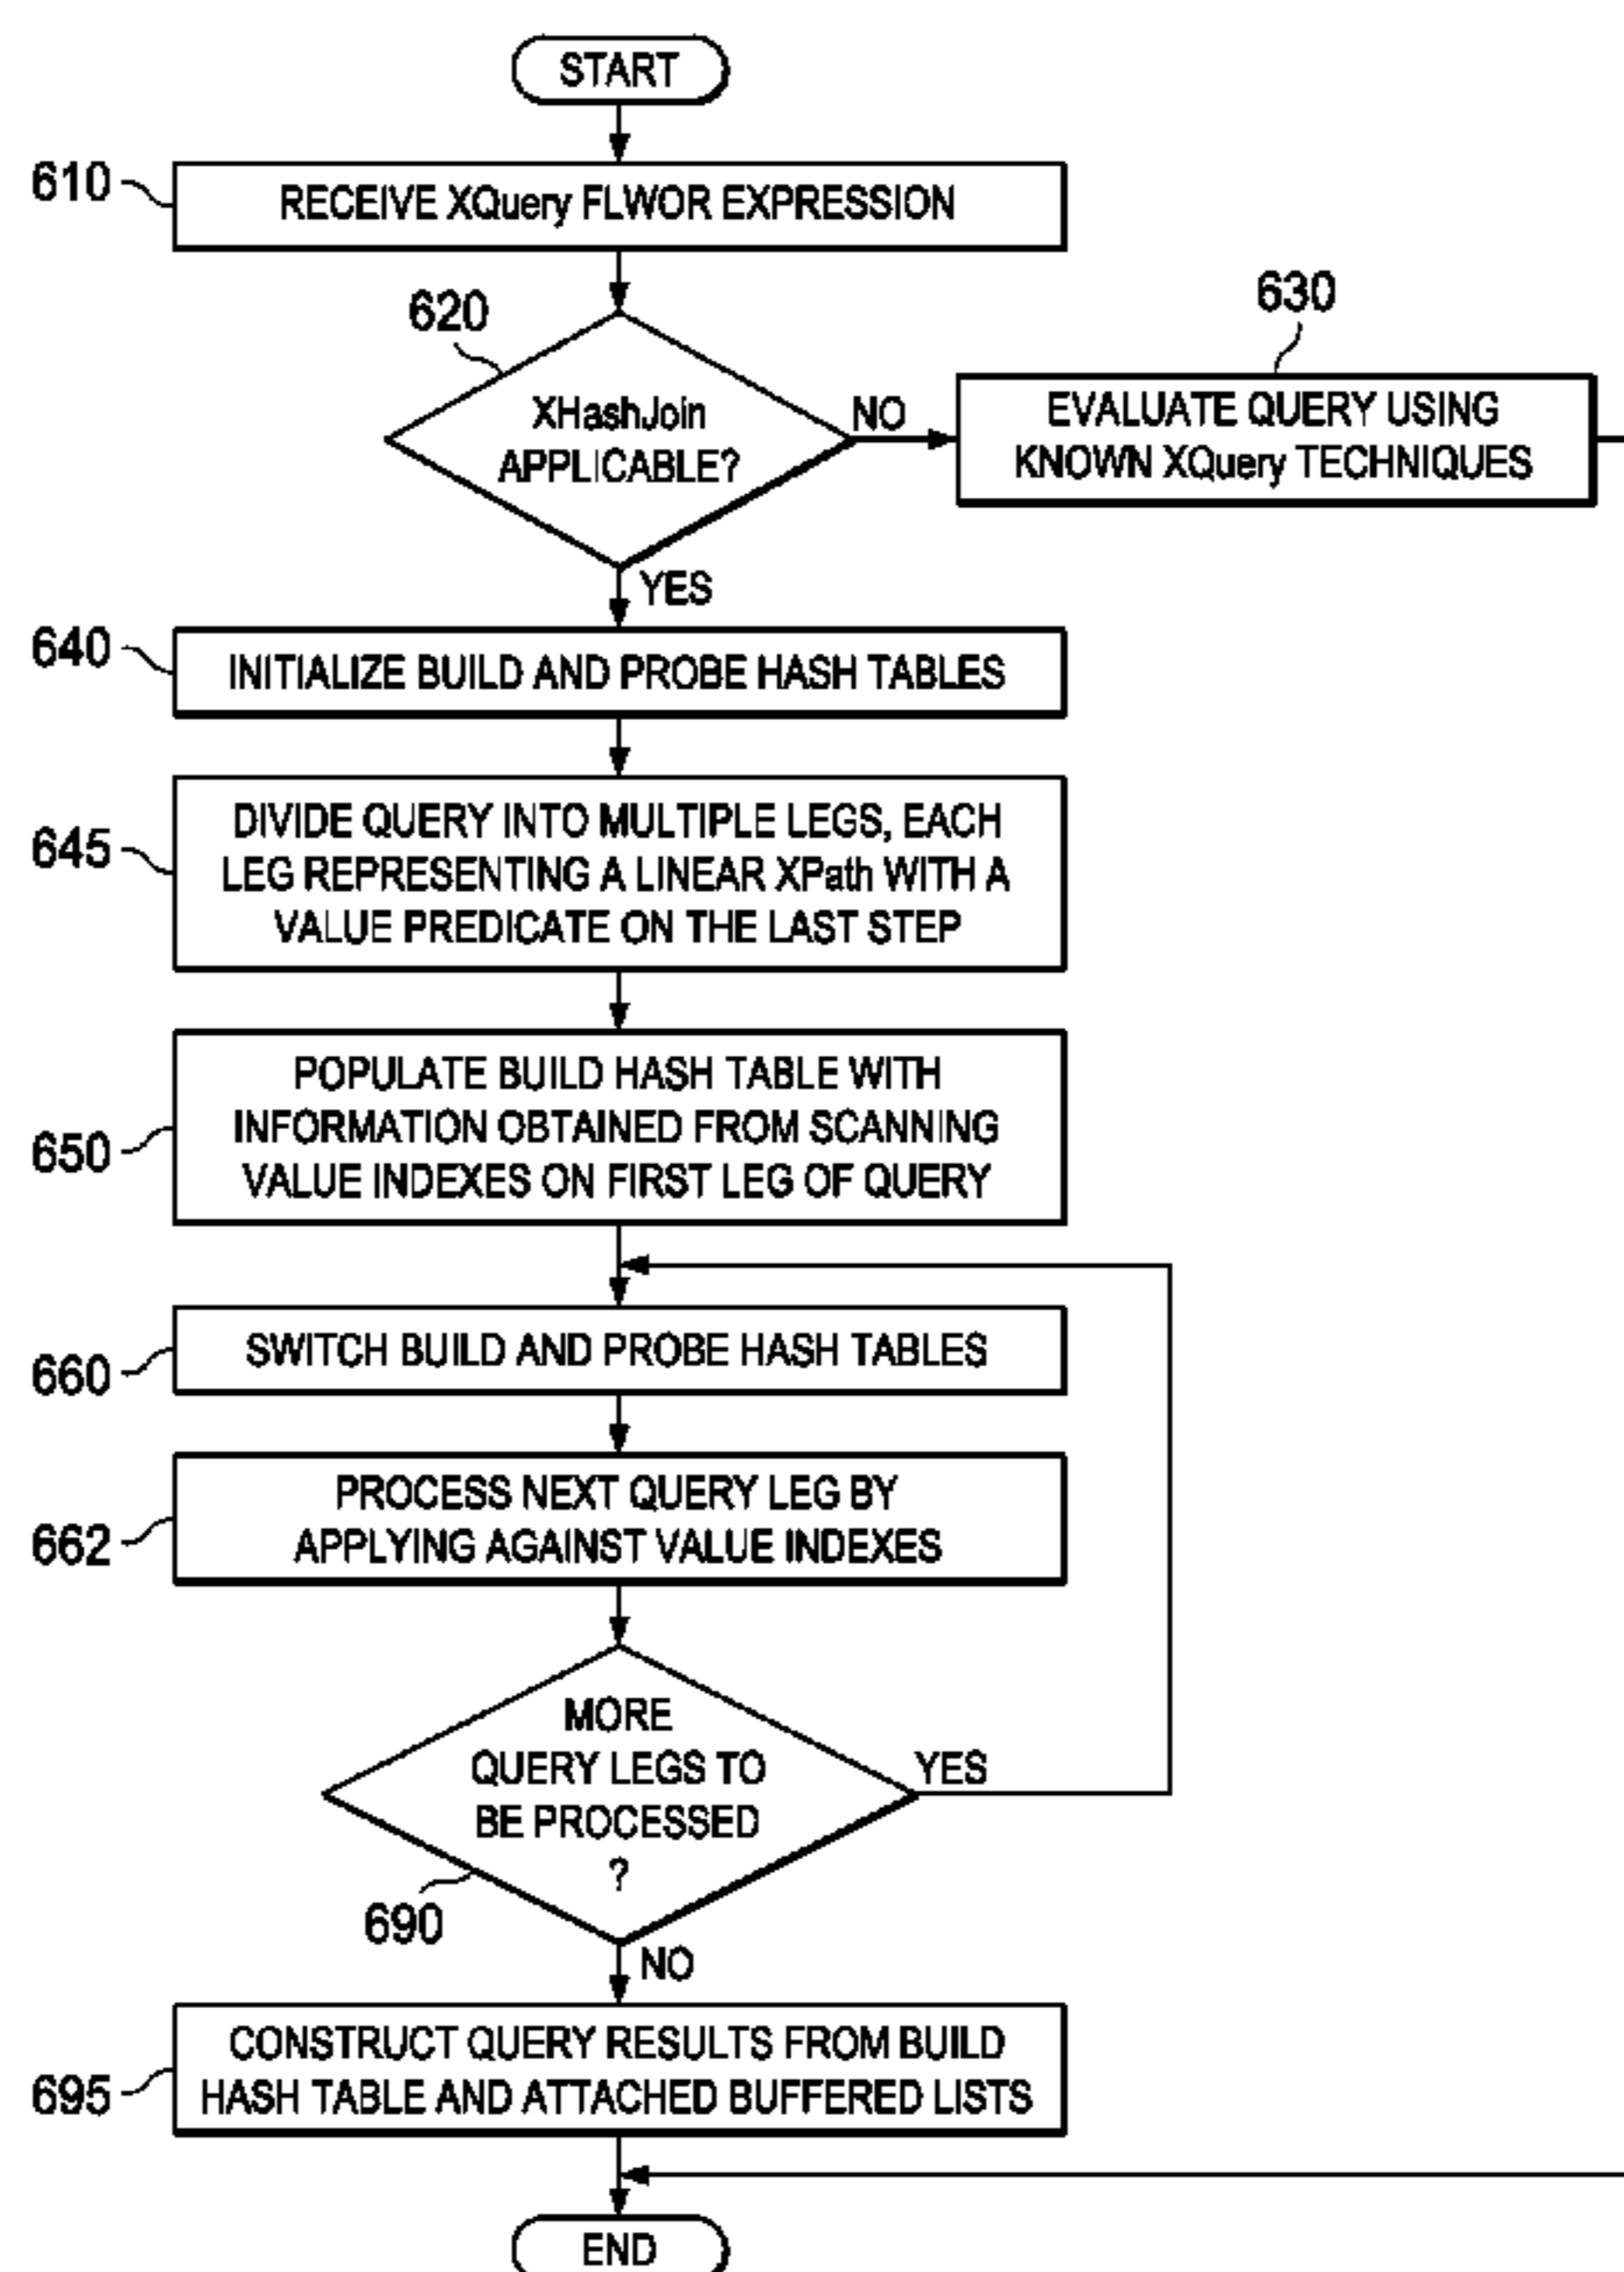 START
610
RECEIVE XQuery FLWOR EXPRESSION
620
XHashJoin
APPLICABLE?
NO
630
EVALUATE QUERY USING
KNOWN XQuery TECHNIQUES
YES
640
INITIALIZE BUILD AND PROBE HASH TABLES
645
DIVIDE QUERY INTO MULTIPLE LEGS, EACH
LEG REPRESENTING A LINEAR XPath WITH A
VALUE PREDICATE ON THE LAST STEP
650
POPULATE BUILD HASH TABLE WITH
INFORMATION OBTAINED FROM SCANNING
VALUE INDEXES ON FIRST LEG OF QUERY
660
SWITCH BUILD AND PROBE HASH TABLES
662
PROCESS NEXT QUERY LEG BY
APPLYING AGAINST VALUE INDEXES
MORE
QUERY LEGS TO
BE PROCESSED
?
YES
690
NO
695
CONSTRUCT QUERY RESULTS FROM BUILD
HASH TABLE AND ATTACHED BUFFERED LISTS
END